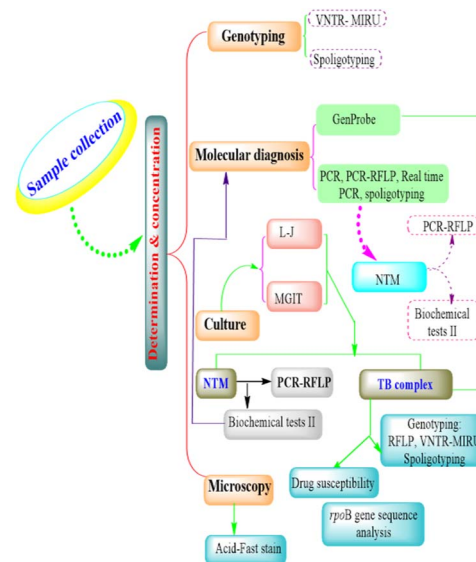 Sample collection
Determination & concentration
Genotyping
VNTR- MIRU
Spoligotyping
Molecular diagnosis
GenProbe
PCR, PCR-RFLP, Real time
PCR, spoligotyping
PCR-RFLP
NTM
Biochemical
tests II
Culture
L-J
MGIT
NTM
PCR-RFLP
Biochemical tests II
TB complex
Genotyping:
RFLP, VNTR-MIRU
Spoligotyping
Drug susceptibility
rpoB gene sequence
analysis
Microscopy
Acid-Fast stain